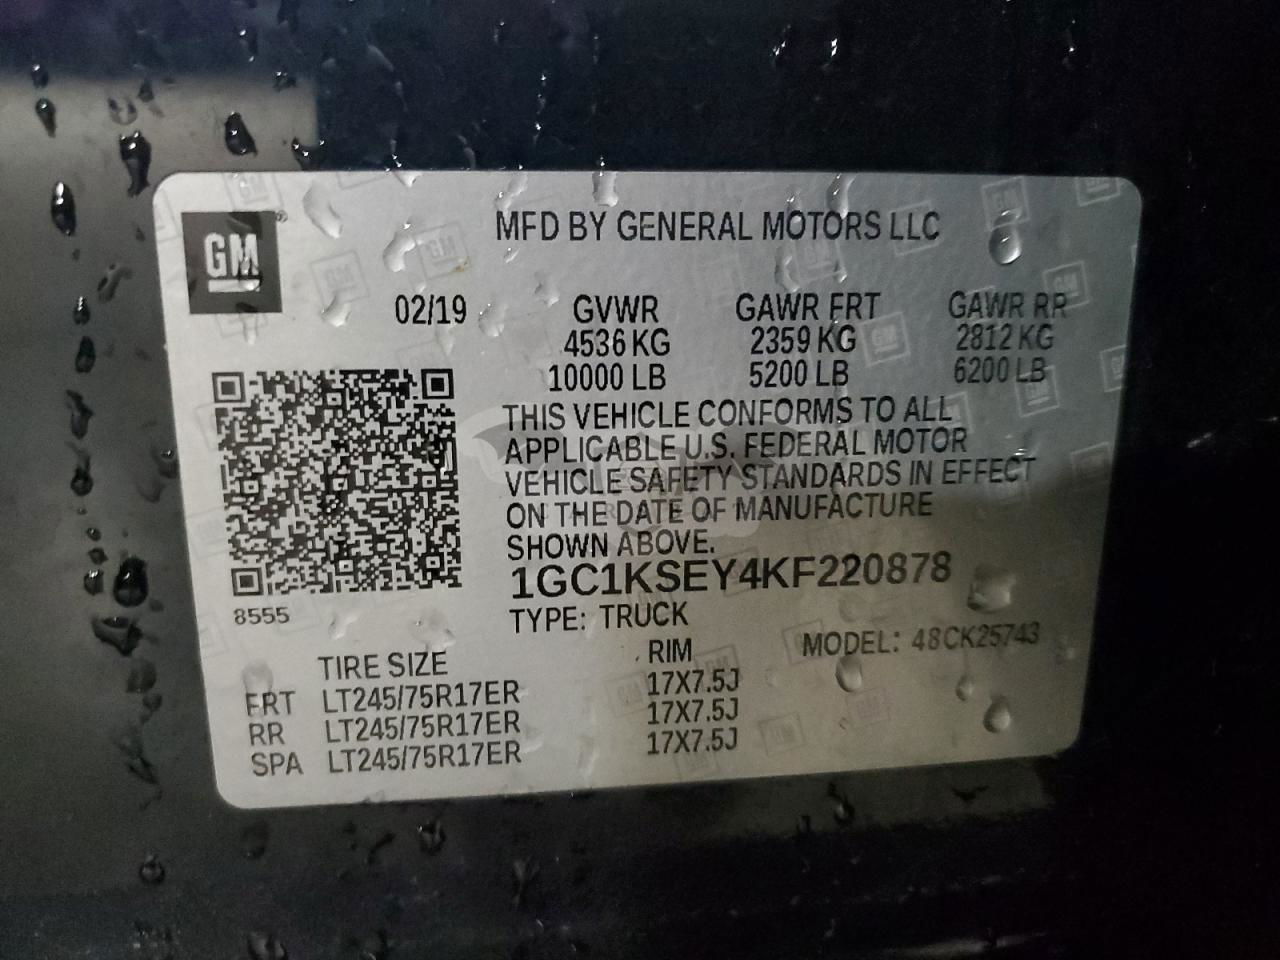 GM
MFD BY GENERAL MOTORS LLC
02/19 GVWR GAWR FRT GAWR RR
4536 KG 2359 KG 2812 KG
10000 LB 5200 LB 6200 LB
THIS VEHICLE CONFORMS TO ALL
APPLICABLE U.S. FEDERAL MOTOR
VEHICLE SAFETY STANDARDS IN EFFECT
ON THE DATE OF MANUFACTURE
SHOWN ABOVE.
1GC1KSEY4KF220878
8555
TYPE: TRUCK
MODEL: 48CK25743
TIRE SIZE RIM
FRT LT245/75R17ER 17X7.5J
RR LT245/75R17ER 17X7.5J
SPA LT245/75R17ER 17X7.5J